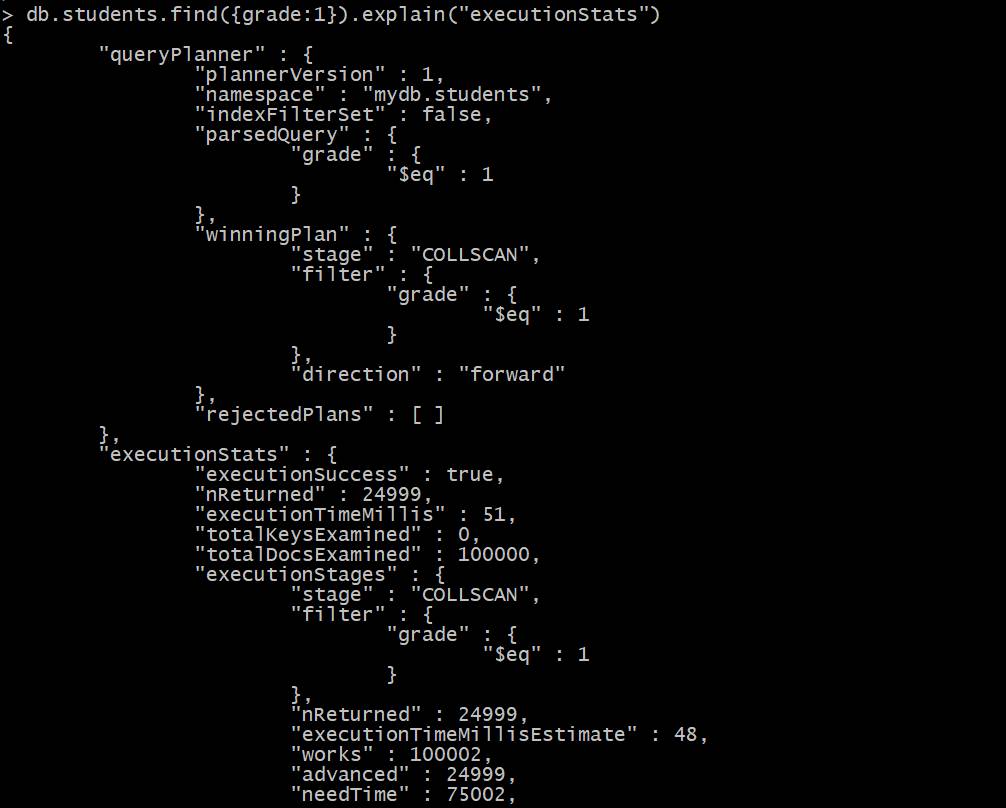 > db.students.find({grade:1}).explain("executionStats")
{
        "queryPlanner" : {
                "plannerVersion" : 1,
                "namespace" : "mydb.students",
                "indexFilterSet" : false,
                "parsedQuery" : {
                        "grade" : {
                                "$eq" : 1
                        }
                },
                "winningPlan" : {
                        "stage" : "COLLSCAN",
                        "filter" : {
                                "grade" : {
                                        "$eq" : 1
                                }
                        },
                        "direction" : "forward"
                },
                "rejectedPlans" : [ ]
        },
        "executionStats" : {
                "executionSuccess" : true,
                "nReturned" : 24999,
                "executionTimeMillis" : 51,
                "totalKeysExamined" : 0,
                "totalDocsExamined" : 100000,
                "executionStages" : {
                        "stage" : "COLLSCAN",
                        "filter" : {
                                "grade" : {
                                        "$eq" : 1
                                }
                        },
                        "nReturned" : 24999,
                        "executionTimeMillisEstimate" : 48,
                        "works" : 100002,
                        "advanced" : 24999,
                        "needTime" : 75002,